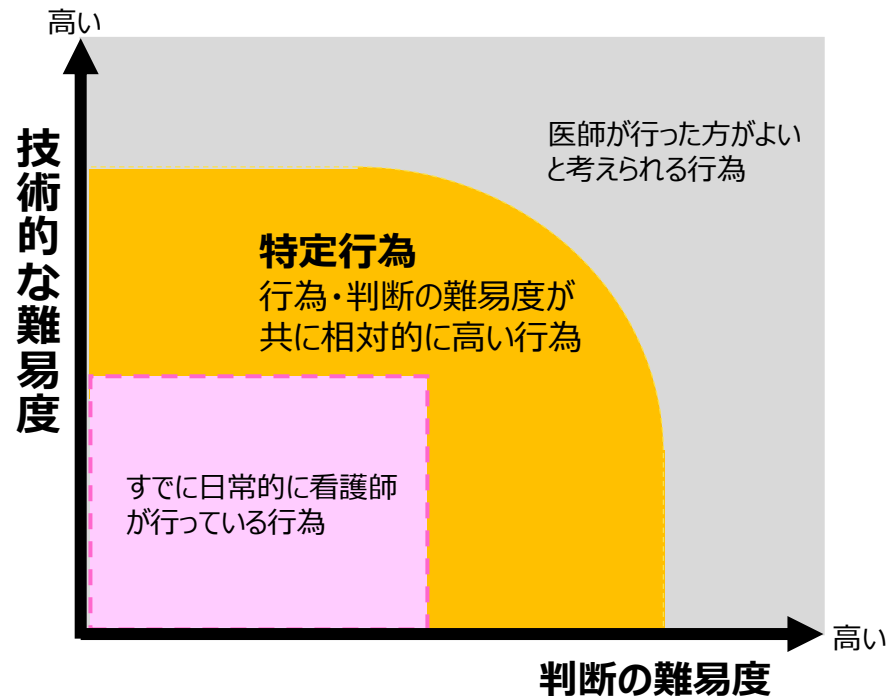 高い
技術的な難易度
医師が行った方がよい
と考えられる行為
特定行為
行為・判断の難易度が
共に相対的に高い行為
すでに日常的に看護師
が行っている行為
高い
判断の難易度